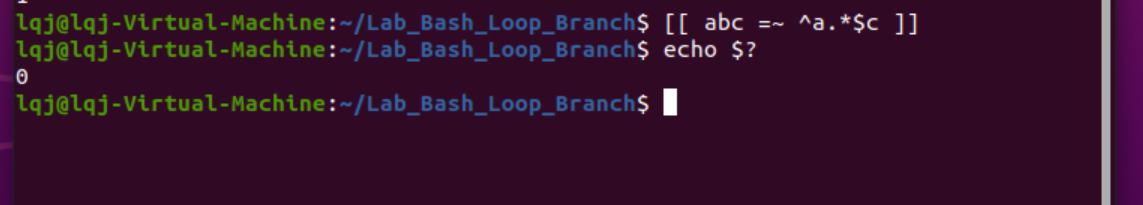 lqj@lqj-Virtual-Machine:~/Lab_Bash_Loop_Branch$ [[ abc =~ ^a.*$c ]]
lqj@lqj-Virtual-Machine:~/Lab_Bash_Loop_Branch$ echo $?
0
lqj@lqj-Virtual-Machine:~/Lab_Bash_Loop_Branch$